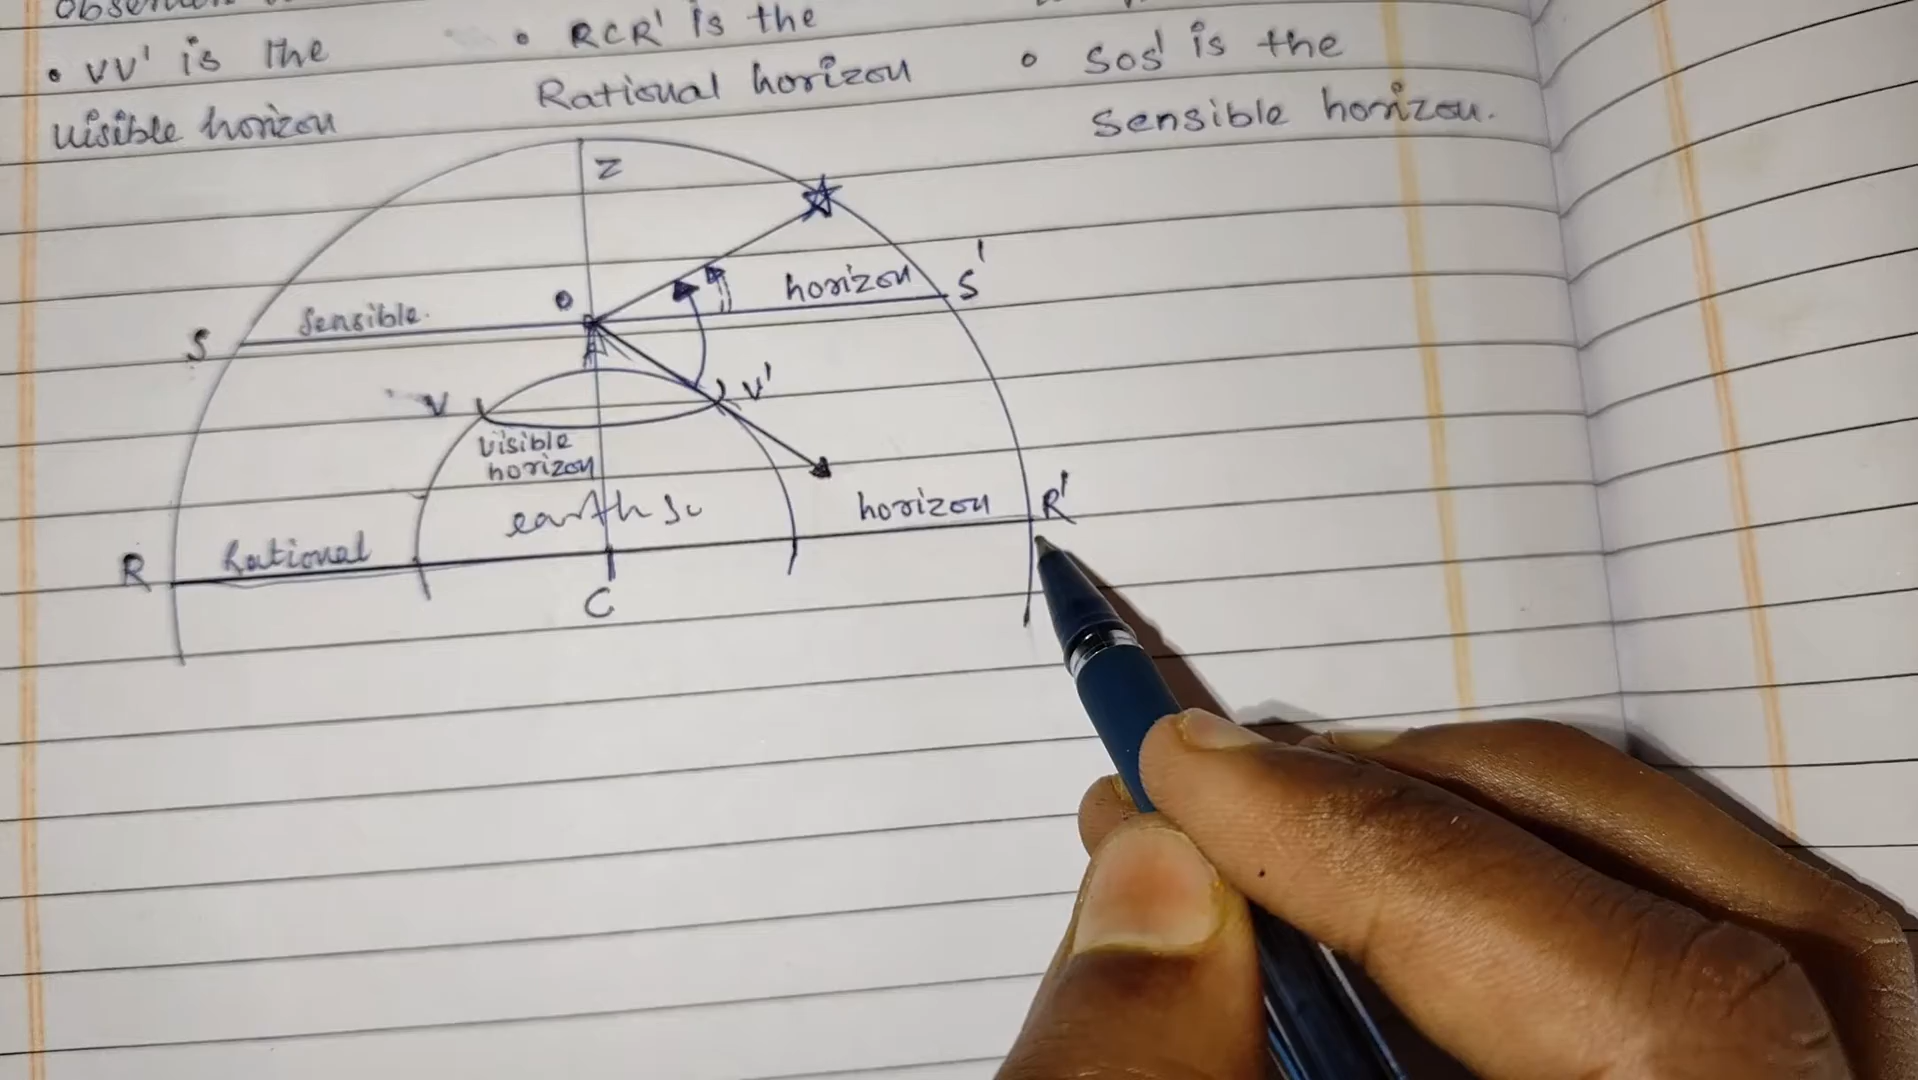 • VV' is the
visible horizon
• RCR' is the
Rational horizon
• SOS' is the
Sensible horizon.
Z
O
Sensible.
horizon
S
S'
V
V'
visible
horizon
earth
horizon
R'
R
Rational
C